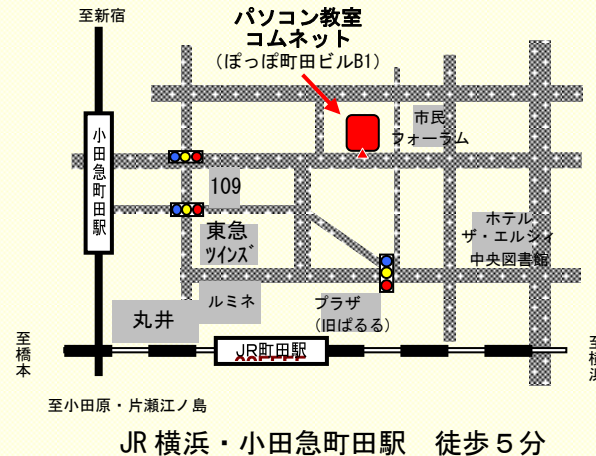 至新宿
パソコン教室
コムネット
（ぽっぽ町田ビルB1）
市民
フォーラム
小田急町田駅
109
東急
ツインズ
ホテル
ザ・エルシィ
中央図書館
ルミネ
プラザ
（旧ぱるる）
丸井
至橋本
JR町田駅
至横浜
至小田原・片瀬江ノ島
JR横浜・小田急町田駅　徒歩５分